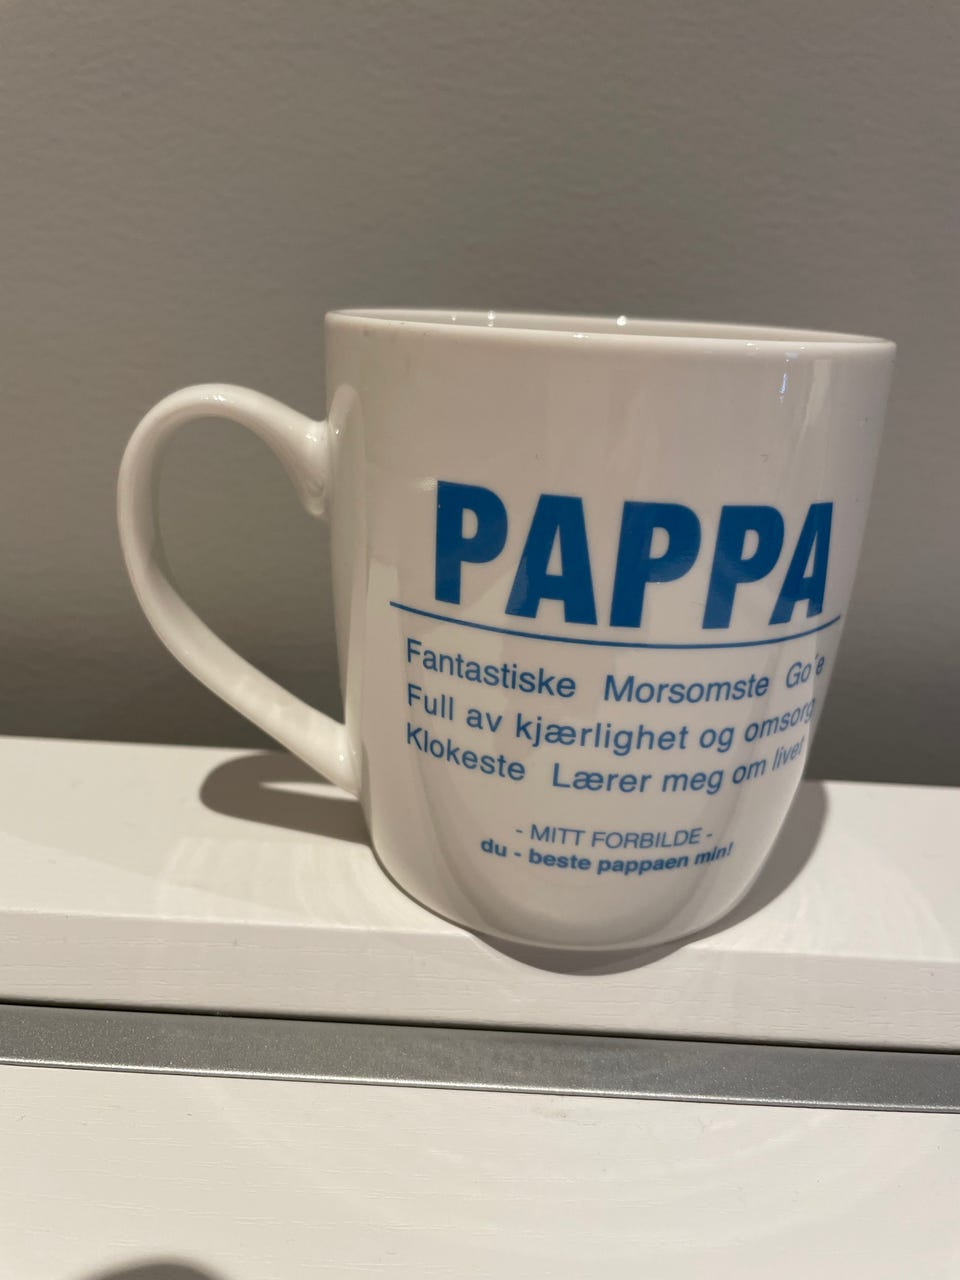 PAPPA
Fantastiske Morsomste Go´e
Full av kjærlighet og omsorg
Klokeste Lærer meg om livet
- MITT FORBILDE -
du - beste pappaen min!